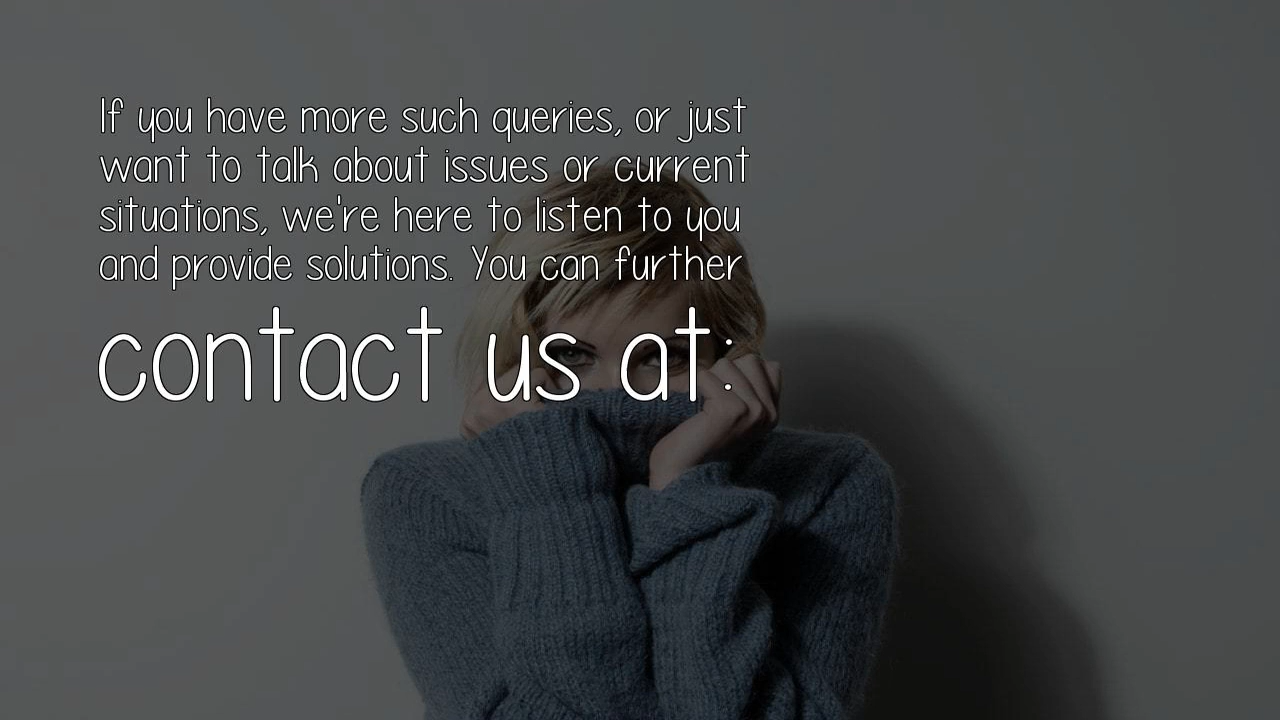 If you have more such queries, or just
want to talk about issues or current
situations, we're here to listen to you
and provide solutions. You can further
contact us at: